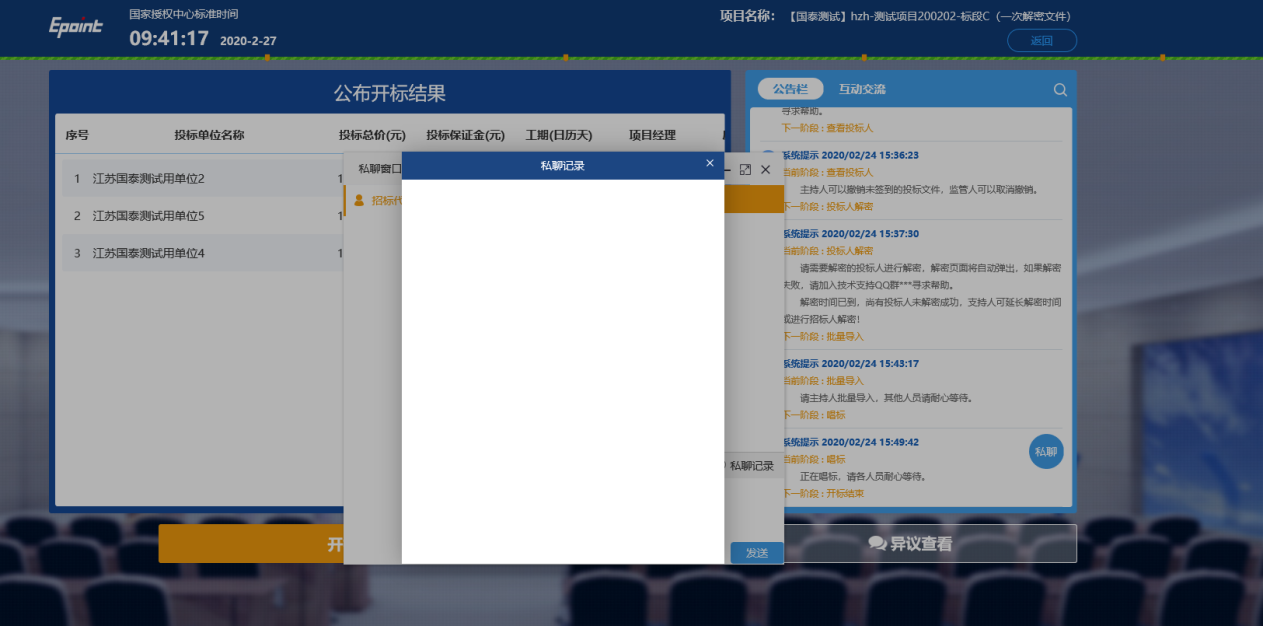 Epoint
国家授权中心标准时间
09:41:17 2020-2-27
项目名称: 【国泰测试】hzh-测试项目200202-标段C（一次解密文件）
返回
公布开标结果
序号 投标单位名称 投标总价(元) 投标保证金(元) 工期(日历天) 项目经理
1 江苏国泰测试用单位2 1
2 江苏国泰测试用单位5 1
3 江苏国泰测试用单位4 1
开
私聊窗口
招标代
私聊记录
×
私聊记录
发送
公告栏 互动交流
寻求帮助。
下一阶段 : 查看投标人
系统提示 2020/02/24 15:36:23
当前阶段 : 查看投标人
主持人可以撤销未签到的投标文件，监管人可以取消撤销。
下一阶段 : 投标人解密
系统提示 2020/02/24 15:37:30
当前阶段 : 投标人解密
请需要解密的投标人进行解密，解密页面将自动弹出，如果解密
失败，请加入技术支持QQ群***寻求帮助。
解密时间已到，尚有投标人未解密成功，支持人可延长解密时间
或进行招标人解密！
下一阶段 : 批量导入
系统提示 2020/02/24 15:43:17
当前阶段 : 批量导入
请主持人批量导入，其他人员请耐心等待。
下一阶段 : 唱标
系统提示 2020/02/24 15:49:42
当前阶段 : 唱标
正在唱标，请各人员耐心等待。
下一阶段 : 开标结束
私聊
异议查看